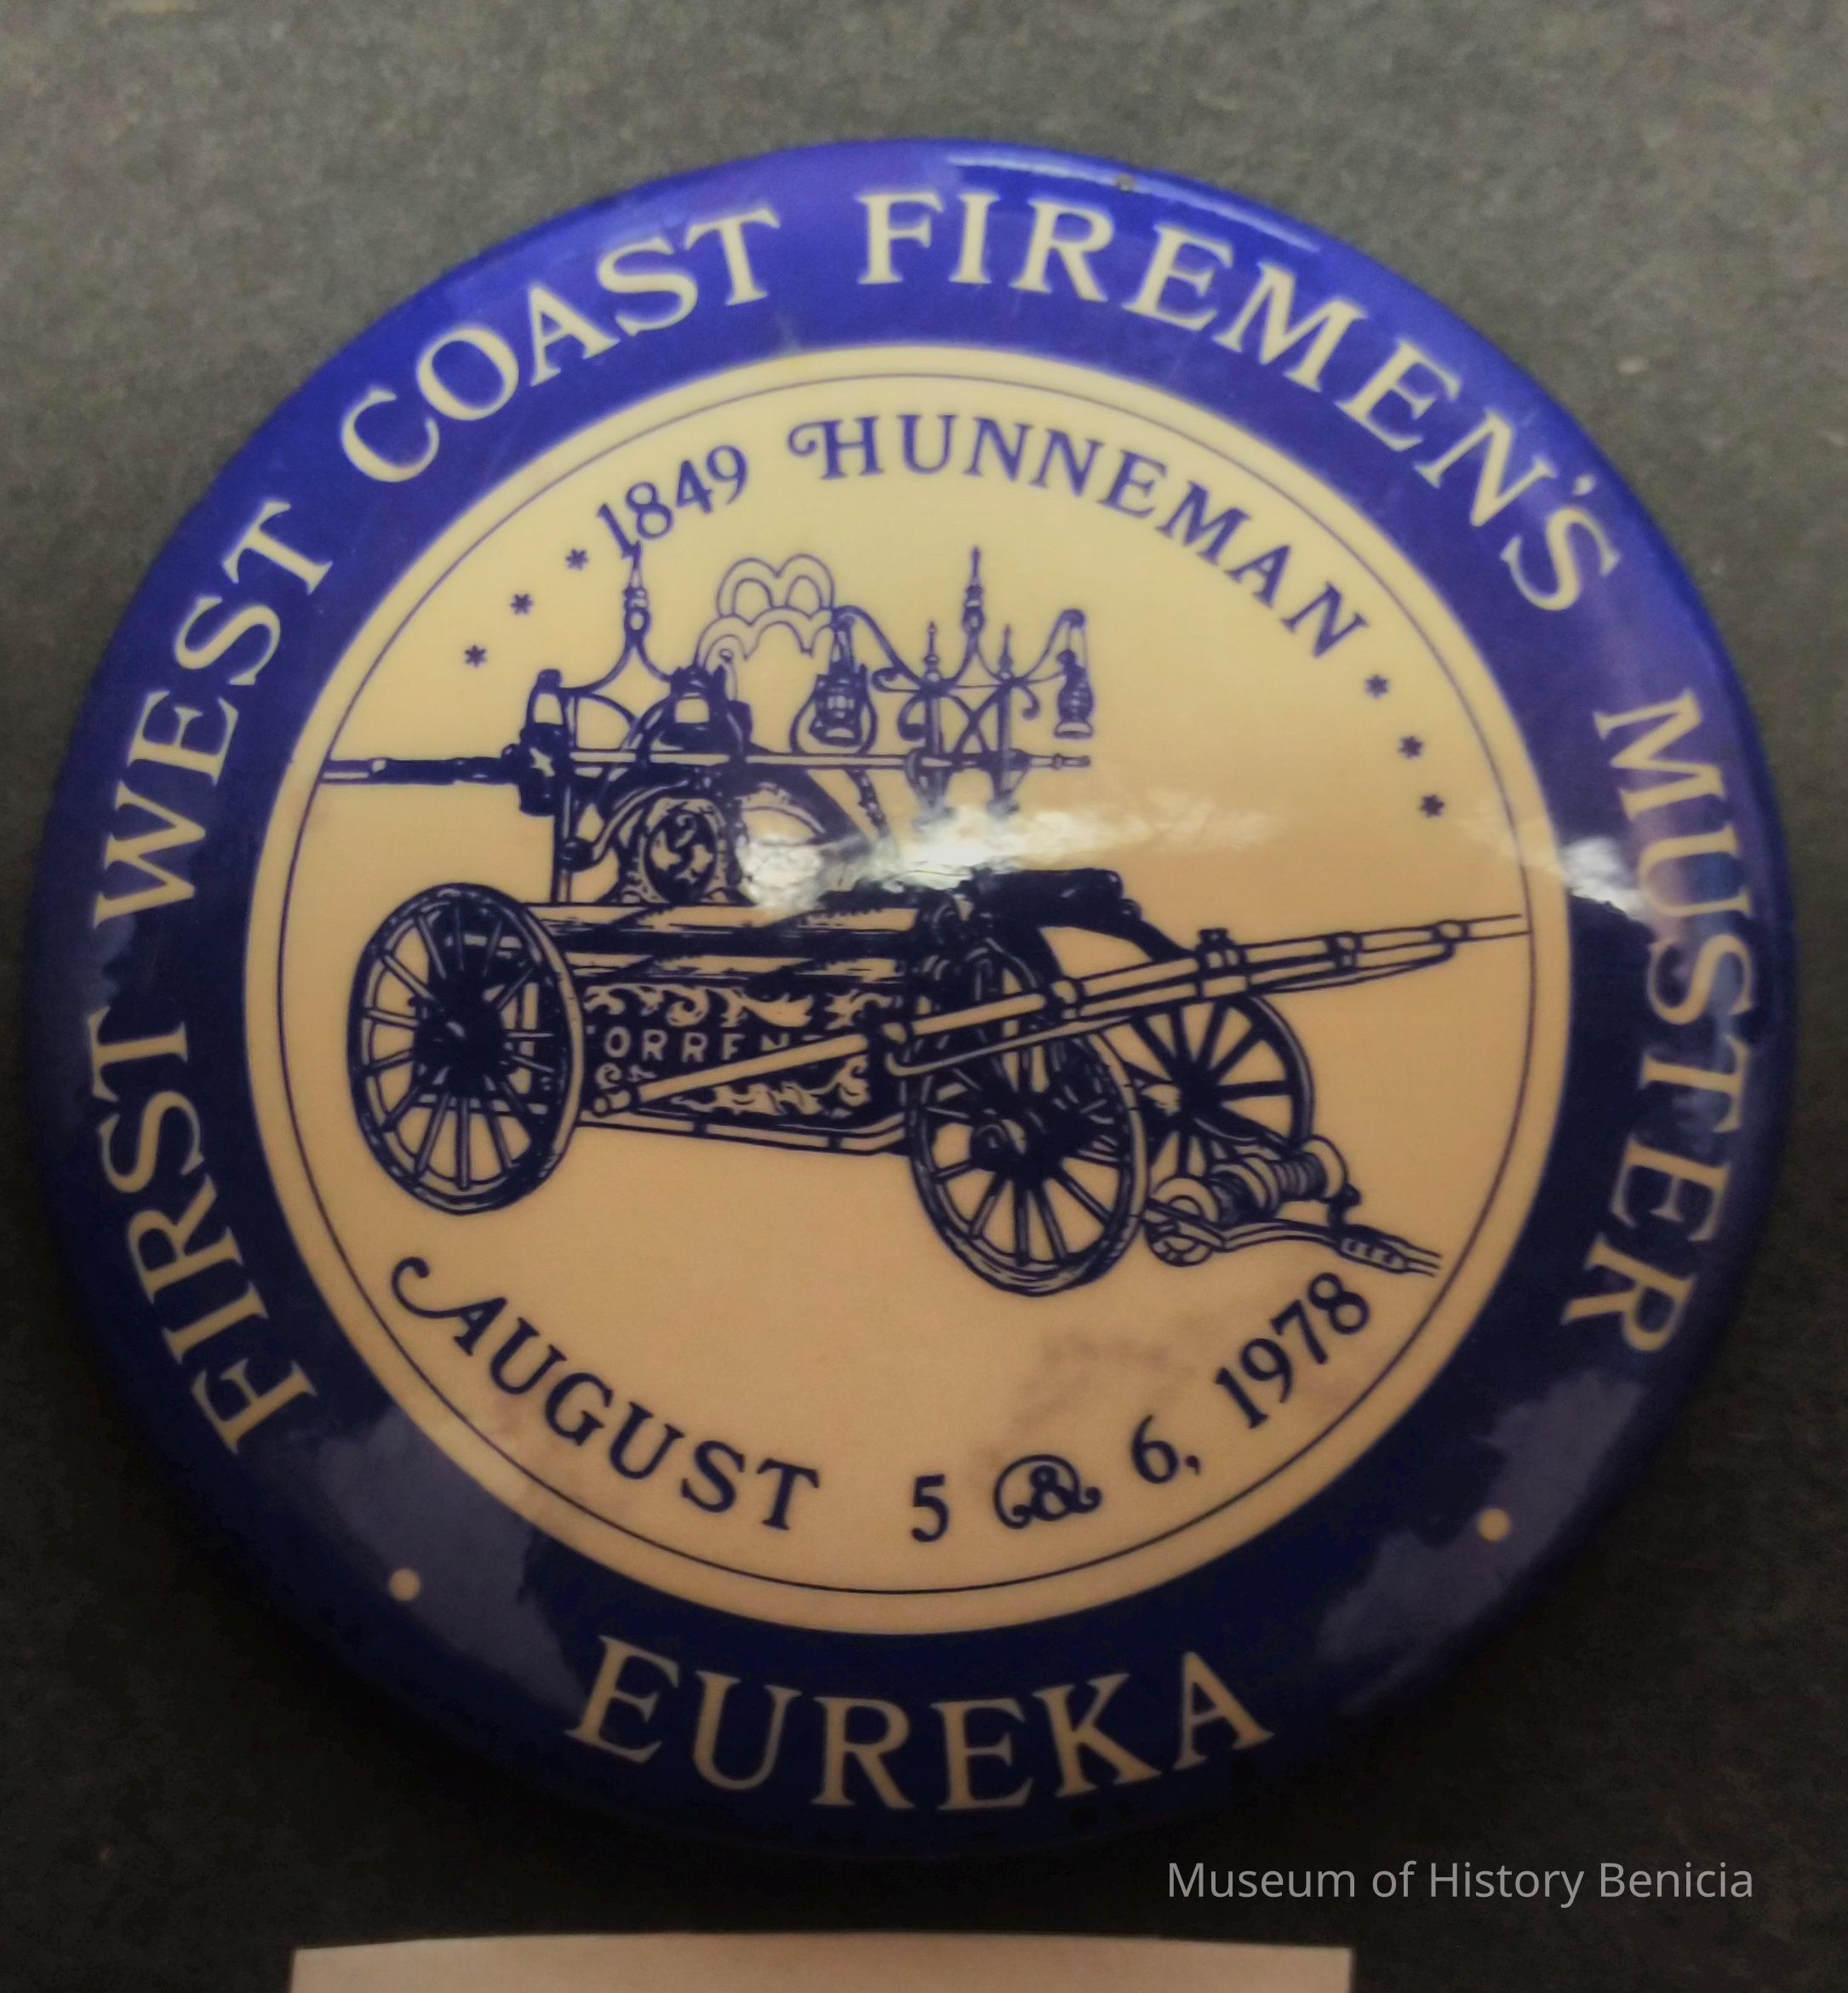 FIRST WEST COAST FIREMEN'S MUSTER
* * * 1849 HUNNEMAN * * *
AUGUST 5 & 6, 1978
EUREKA
Museum of History Benicia